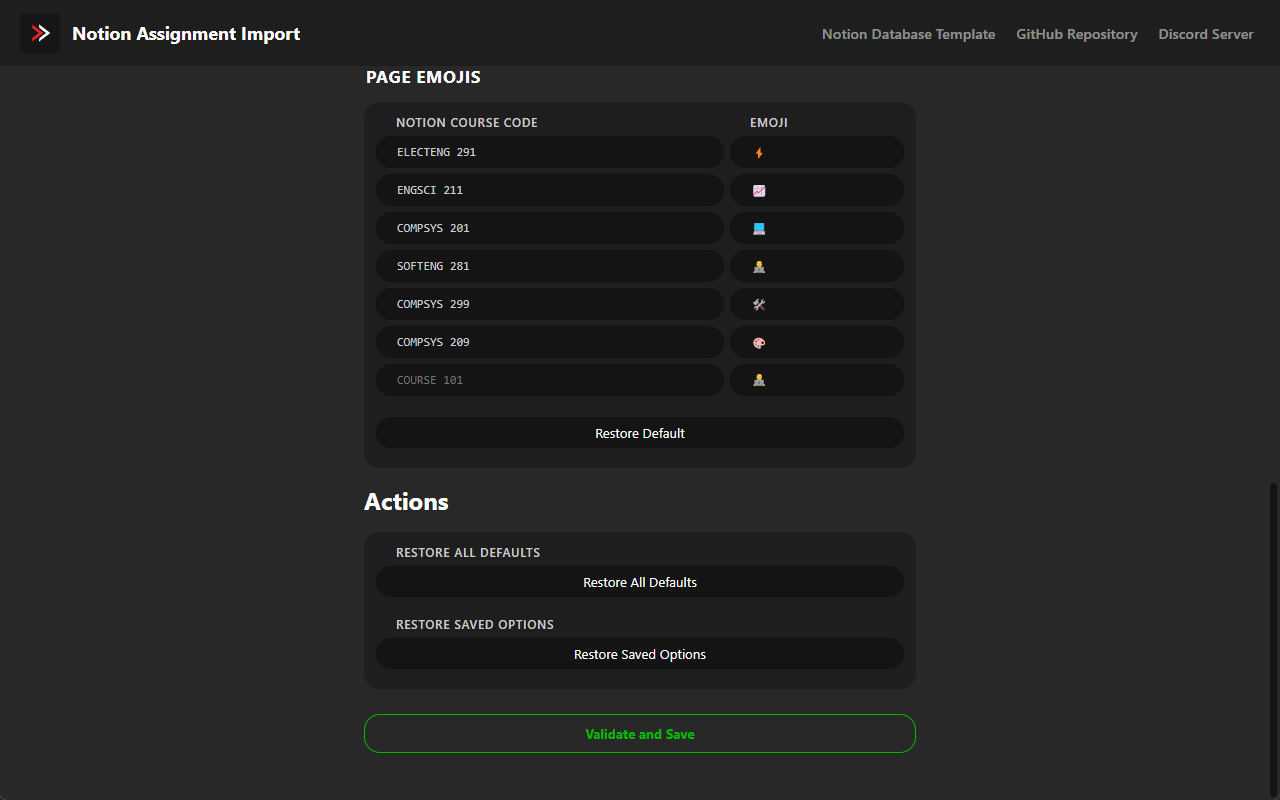 Notion Assignment Import
Notion Database Template GitHub Repository Discord Server
PAGE EMOJIS
NOTION COURSE CODE EMOJI
ELECTENG 291
ENGSCI 211
COMPSYS 201
SOFTENG 281
COMPSYS 299
COMPSYS 209
COURSE 101
Restore Default
Actions
RESTORE ALL DEFAULTS
Restore All Defaults
RESTORE SAVED OPTIONS
Restore Saved Options
Validate and Save